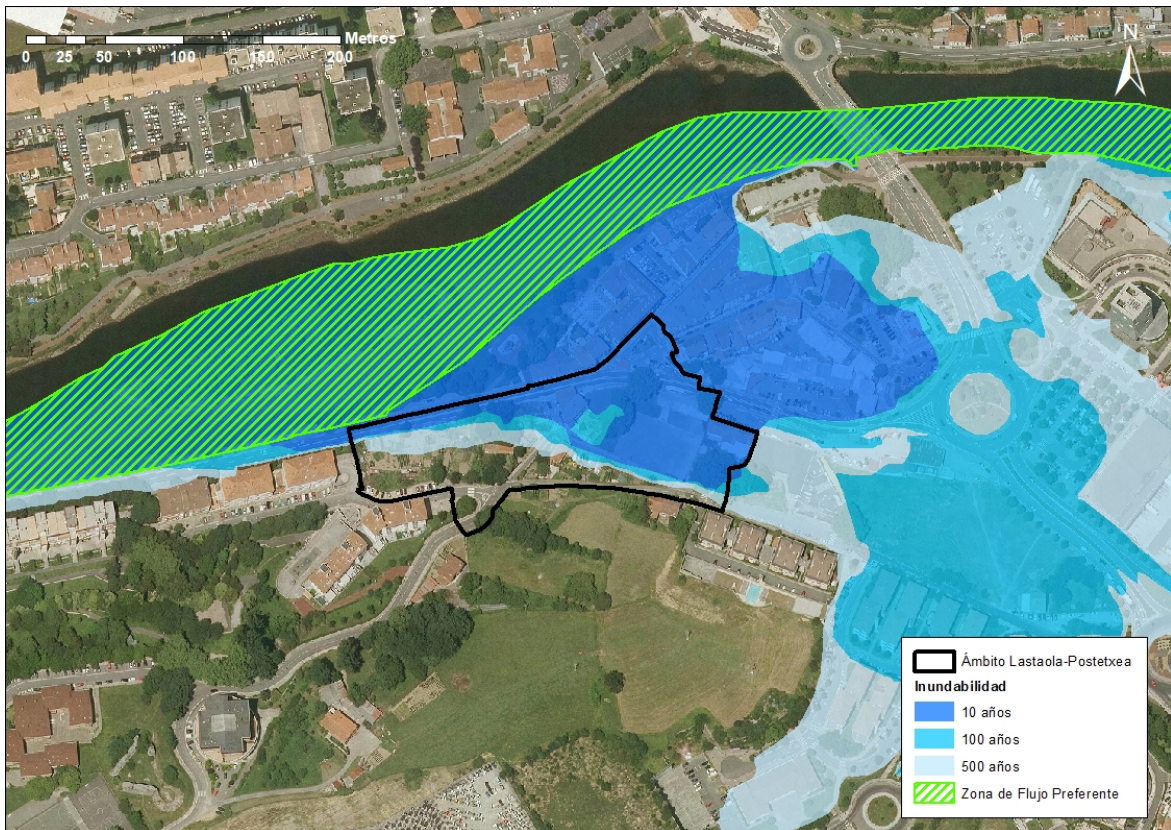 Metros
0 25 50 100 150 200
N
Ámbito Lastaola-Postetxea
Inundabilidad
10 años
100 años
500 años
Zona de Flujo Preferente